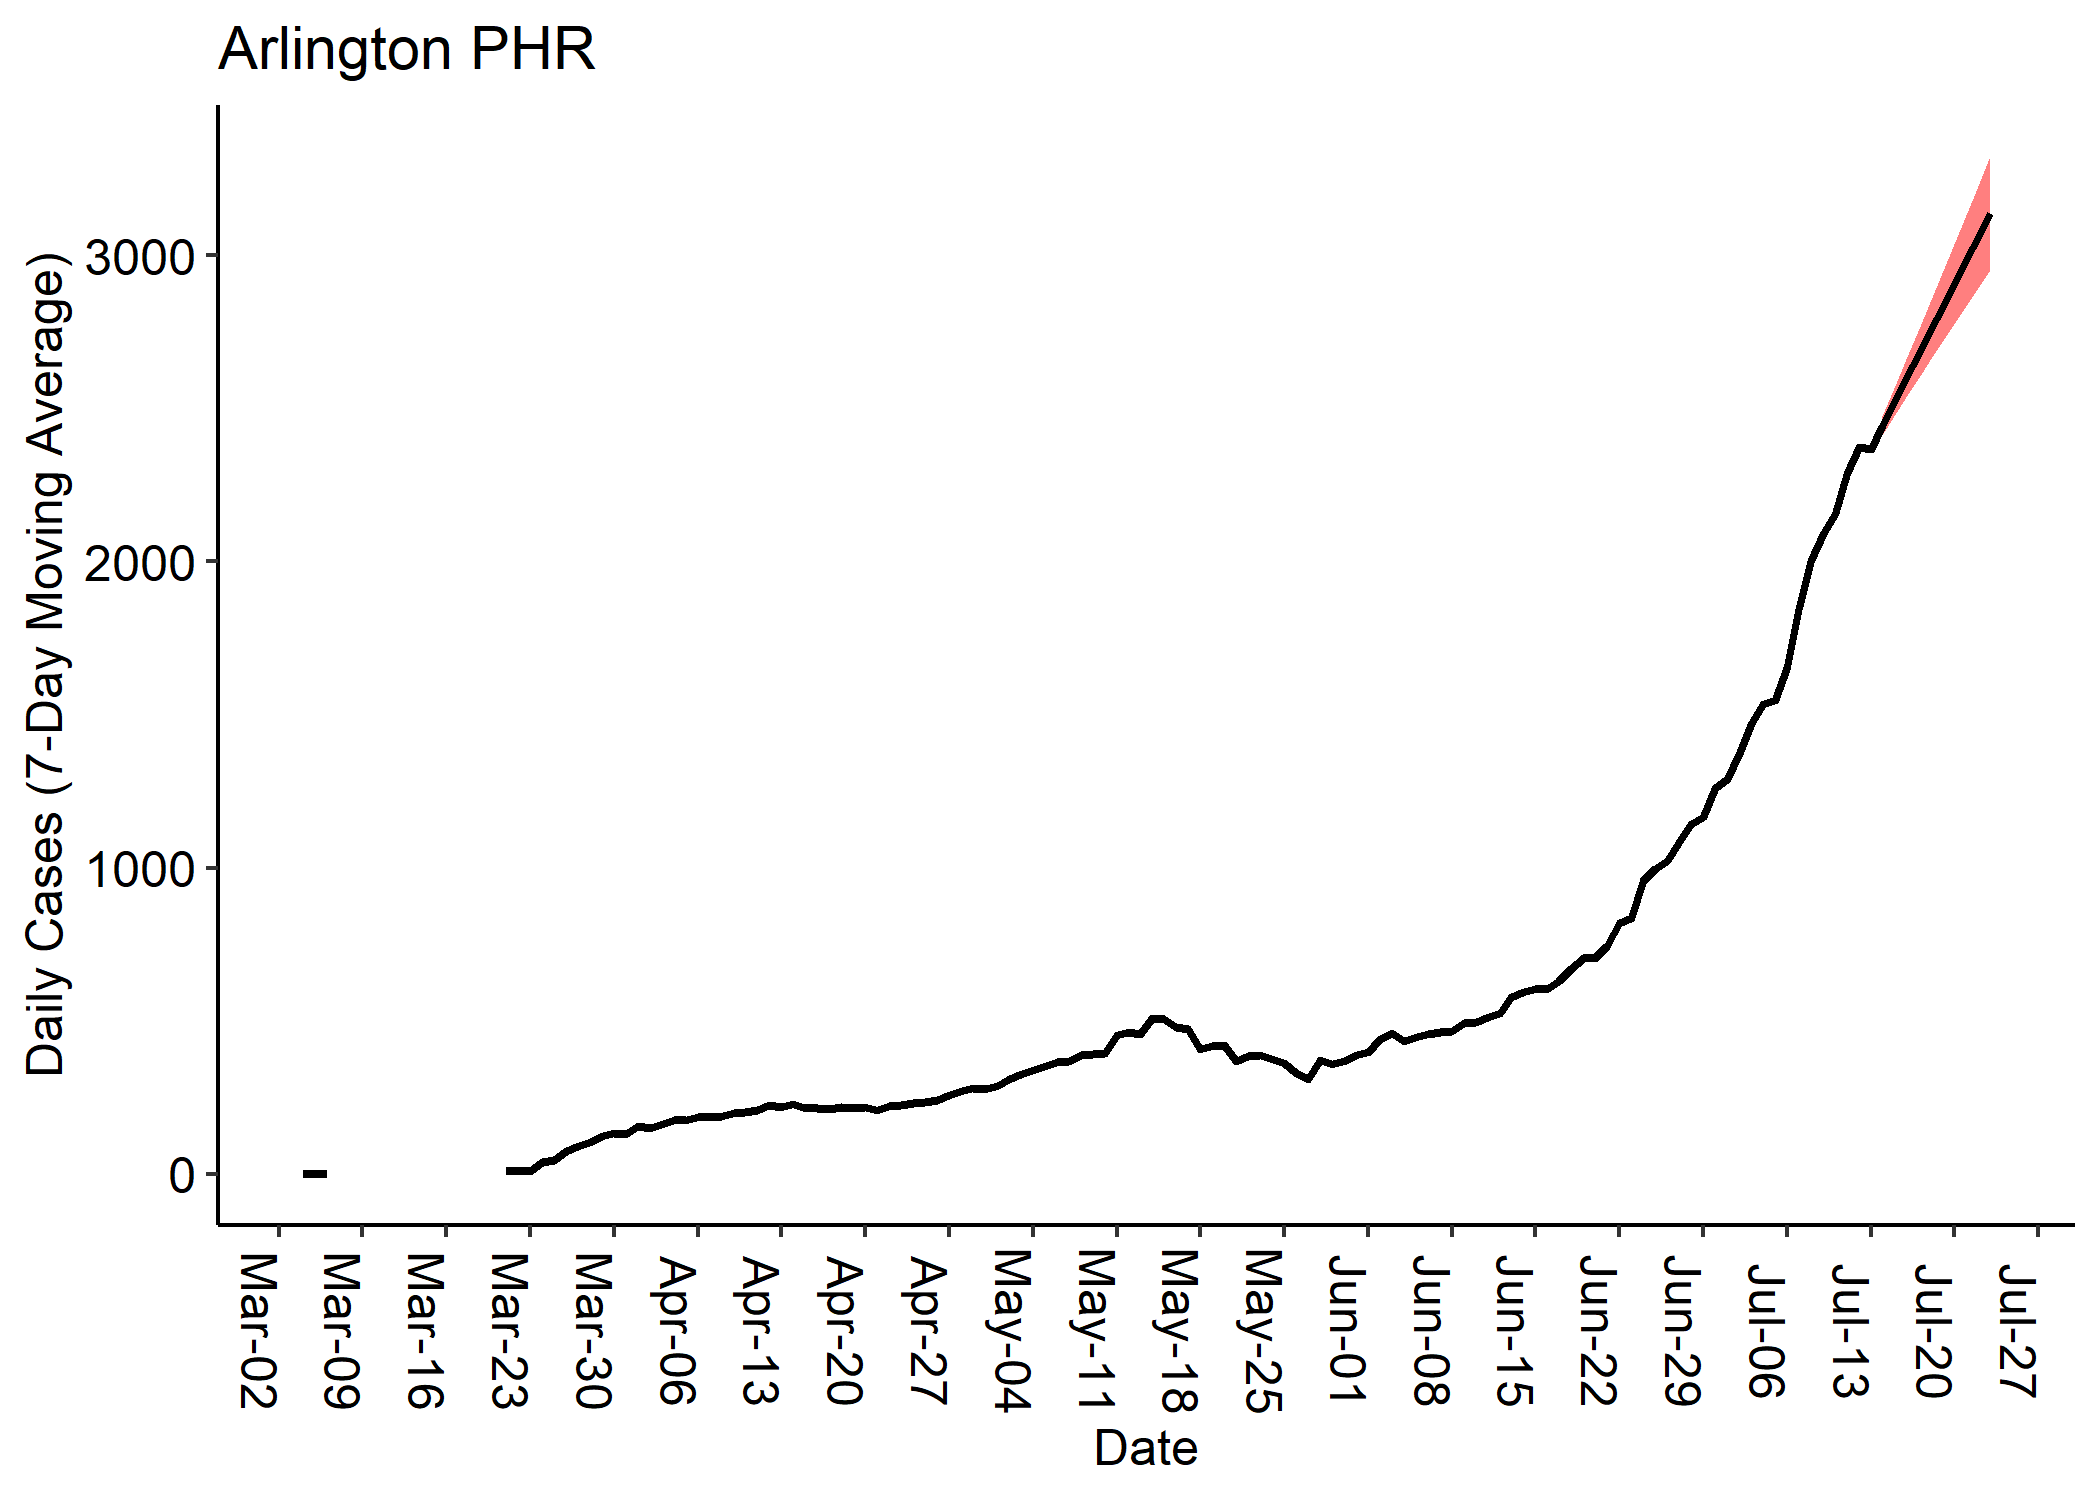 Arlington PHR
Daily Cases (7-Day Moving Average)
3000
2000
1000
0
Mar-02
Mar-09
Mar-16
Mar-23
Mar-30
Apr-06
Apr-13
Apr-20
Apr-27
May-04
May-11
May-18
May-25
Jun-01
Jun-08
Jun-15
Jun-22
Jun-29
Jul-06
Jul-13
Jul-20
Jul-27
Date